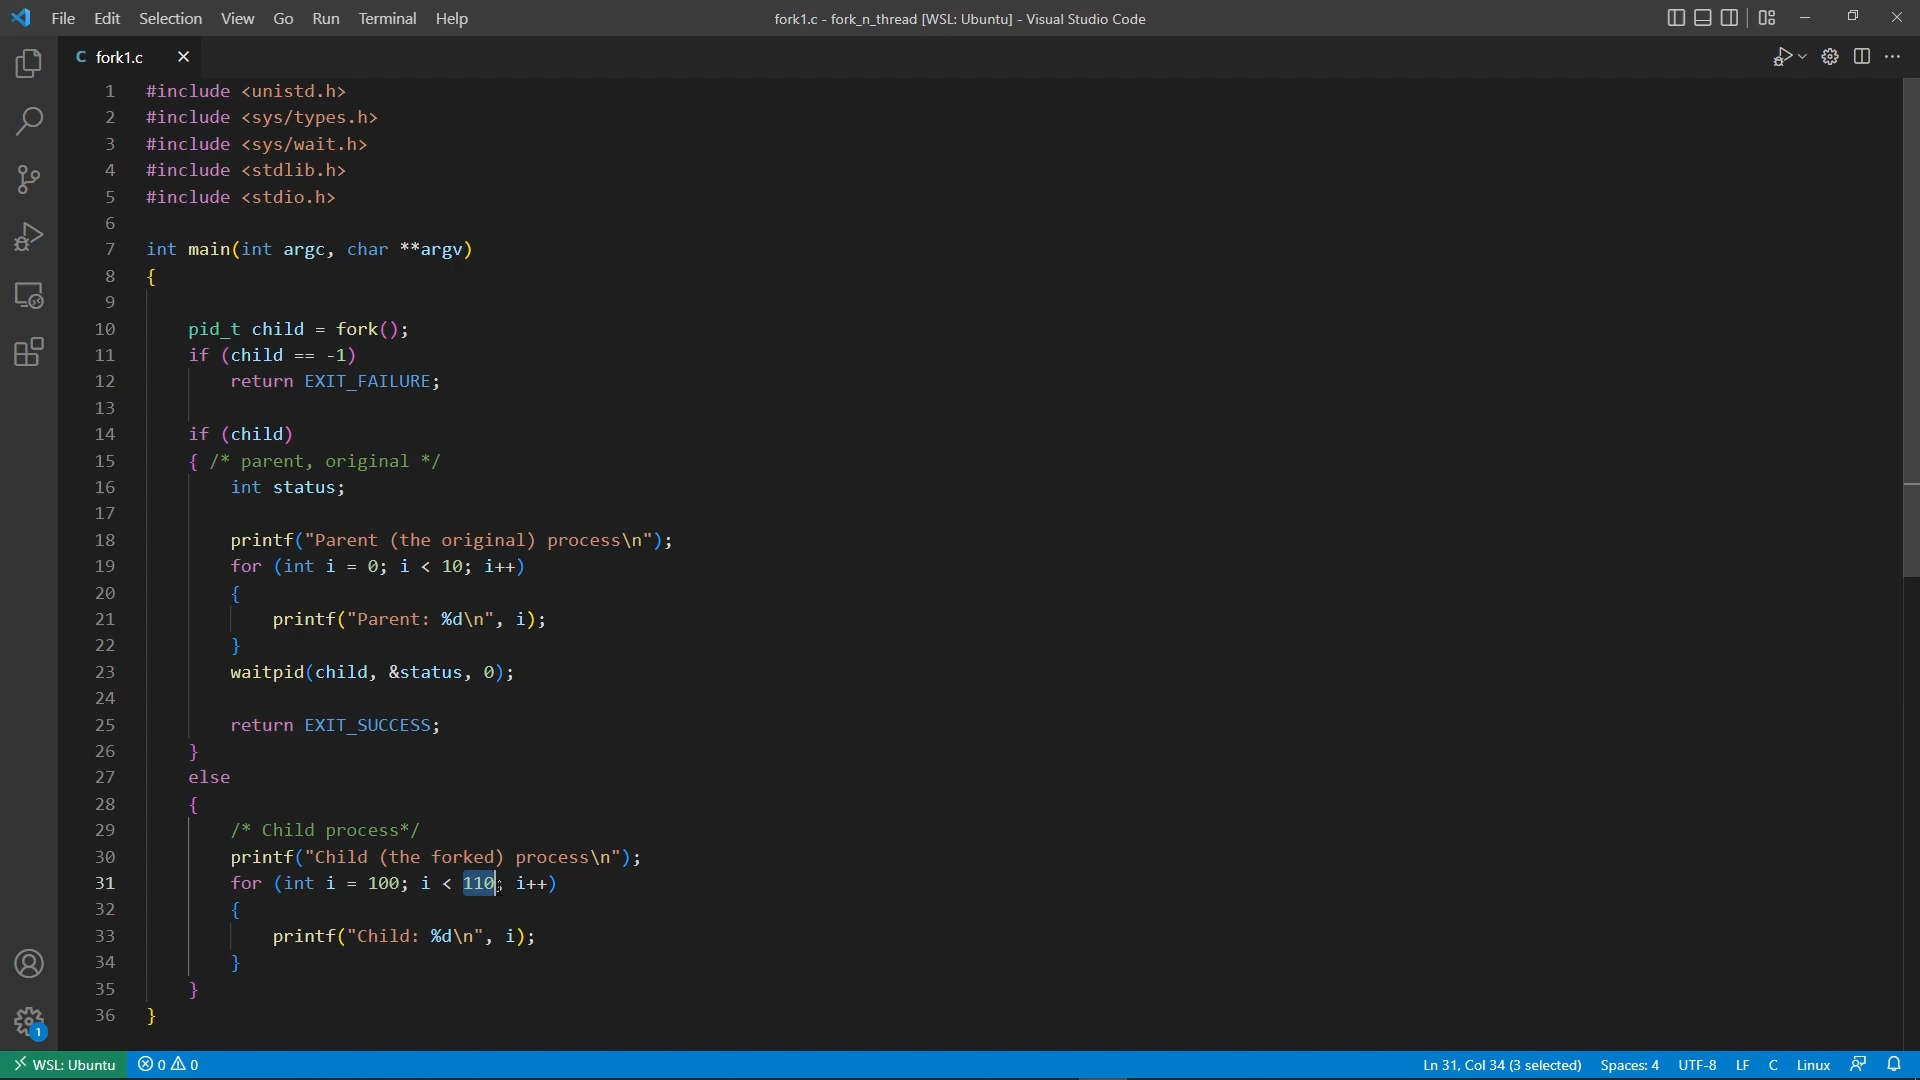 File Edit Selection View Go Run Terminal Help
fork1.c - fork_n_thread [WSL: Ubuntu] - Visual Studio Code
C fork1.c
1 #include <unistd.h>
2 #include <sys/types.h>
3 #include <sys/wait.h>
4 #include <stdlib.h>
5 #include <stdio.h>
6
7 int main(int argc, char **argv)
8 {
9
10     pid_t child = fork();
11     if (child == -1)
12         return EXIT_FAILURE;
13
14     if (child)
15     { /* parent, original */
16         int status;
17
18         printf("Parent (the original) process\n");
19         for (int i = 0; i < 10; i++)
20         {
21             printf("Parent: %d\n", i);
22         }
23         waitpid(child, &status, 0);
24
25         return EXIT_SUCCESS;
26     }
27     else
28     {
29         /* Child process*/
30         printf("Child (the forked) process\n");
31         for (int i = 100; i < 110; i++)
32         {
33             printf("Child: %d\n", i);
34         }
35     }
36 }
1
WSL: Ubuntu 0 0 Ln 31, Col 34 (3 selected) Spaces: 4 UTF-8 LF C Linux